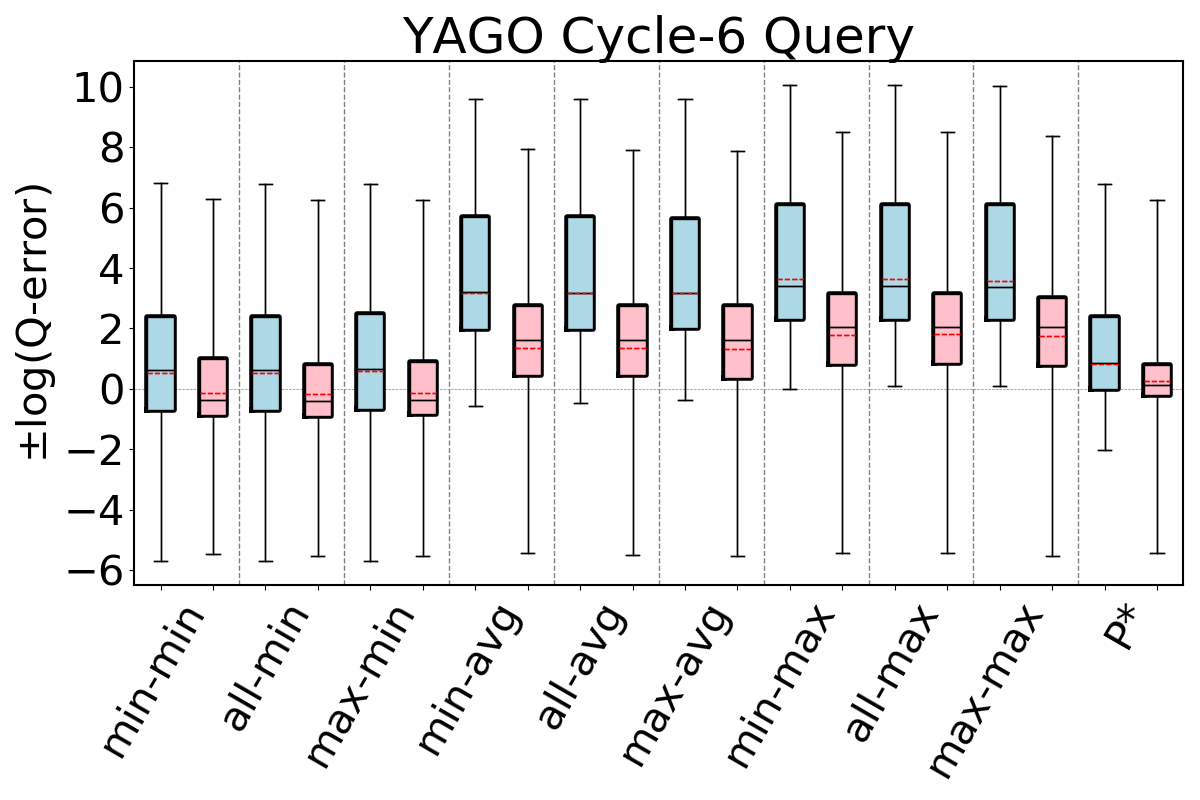 YAGO Cycle-6 Query
±log(Q-error)
10
8
6
4
2
0
−2
−4
−6
min-min
all-min
max-min
min-avg
all-avg
max-avg
min-max
all-max
max-max
P*